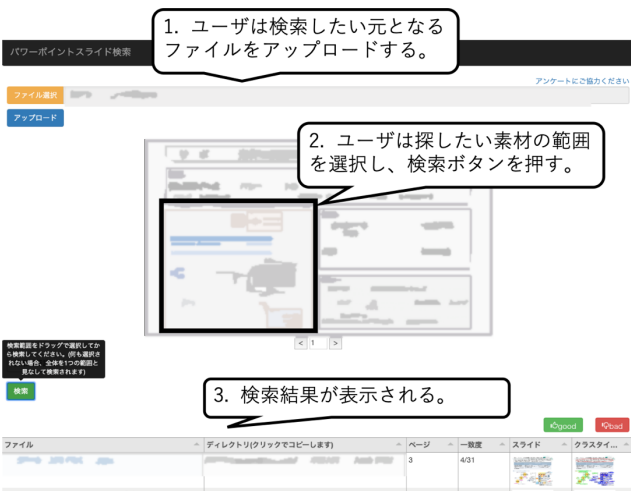 1. ユーザは検索したい元となる
ファイルをアップロードする。
パワーポイントスライド検索
アンケートにご協力ください
ファイル選択
アップロード
2. ユーザは探したい素材の範囲
を選択し、検索ボタンを押す。
< 1 >
検索範囲をドラッグで選択してか
ら検索してください。(何も選択さ
れない場合、全体を1つの範囲と
見なして検索されます)
検索
3. 検索結果が表示される。
good bad
ファイル ディレクトリ(クリックでコピーします) ページ 一致度 スライド クラスタイ...
3 4/31